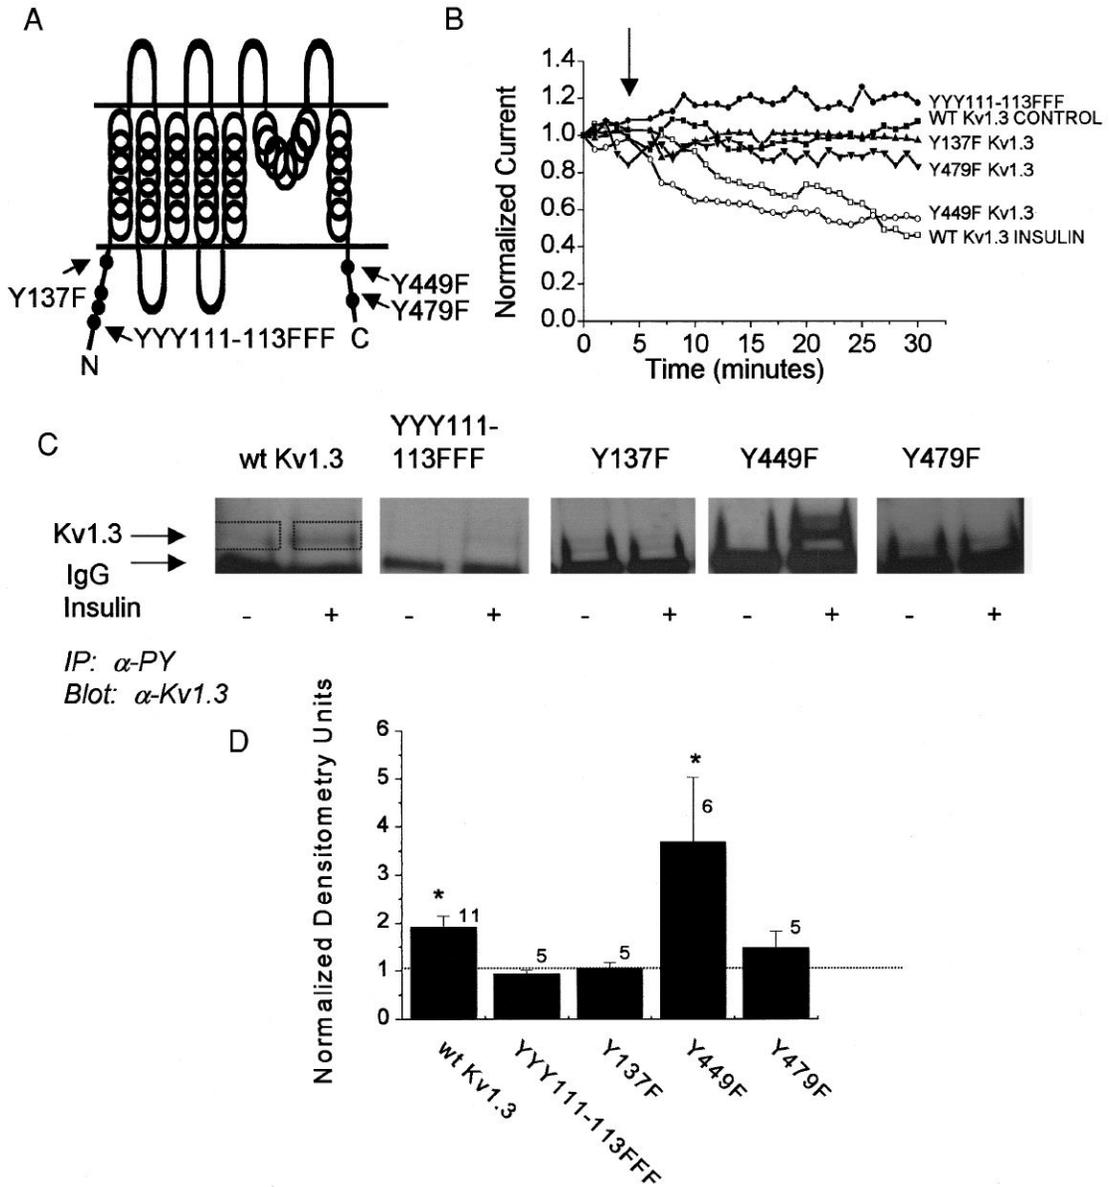 A
Y137F
YYY111-113FFF
N
Y449F
Y479F
C
B
Normalized Current
1.4
1.2
1.0
0.8
0.6
0.4
0.2
0.0
0
5
10
15
20
25
30
Time (minutes)
YYY111-113FFF
WT Kv1.3 CONTROL
Y137F Kv1.3
Y479F Kv1.3
Y449F Kv1.3
WT Kv1.3 INSULIN
C
wt Kv1.3
YYY111-
113FFF
Y137F
Y449F
Y479F
Kv1.3
IgG
Insulin
- + - + - + - + - +
IP: α-PY
Blot: α-Kv1.3
D
Normalized Densitometry Units
6
5
4
3
2
1
0
* 11
5
5
* 6
5
wt Kv1.3
YYY111-113FFF
Y137F
Y449F
Y479F